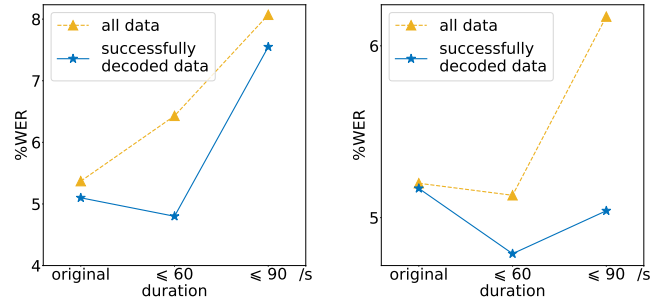 8
7
6
5
4
%WER
all data
successfully
decoded data
original ⩽ 60 ⩽ 90 /s
duration
6
5
%WER
all data
successfully
decoded data
original ⩽ 60 ⩽ 90 /s
duration